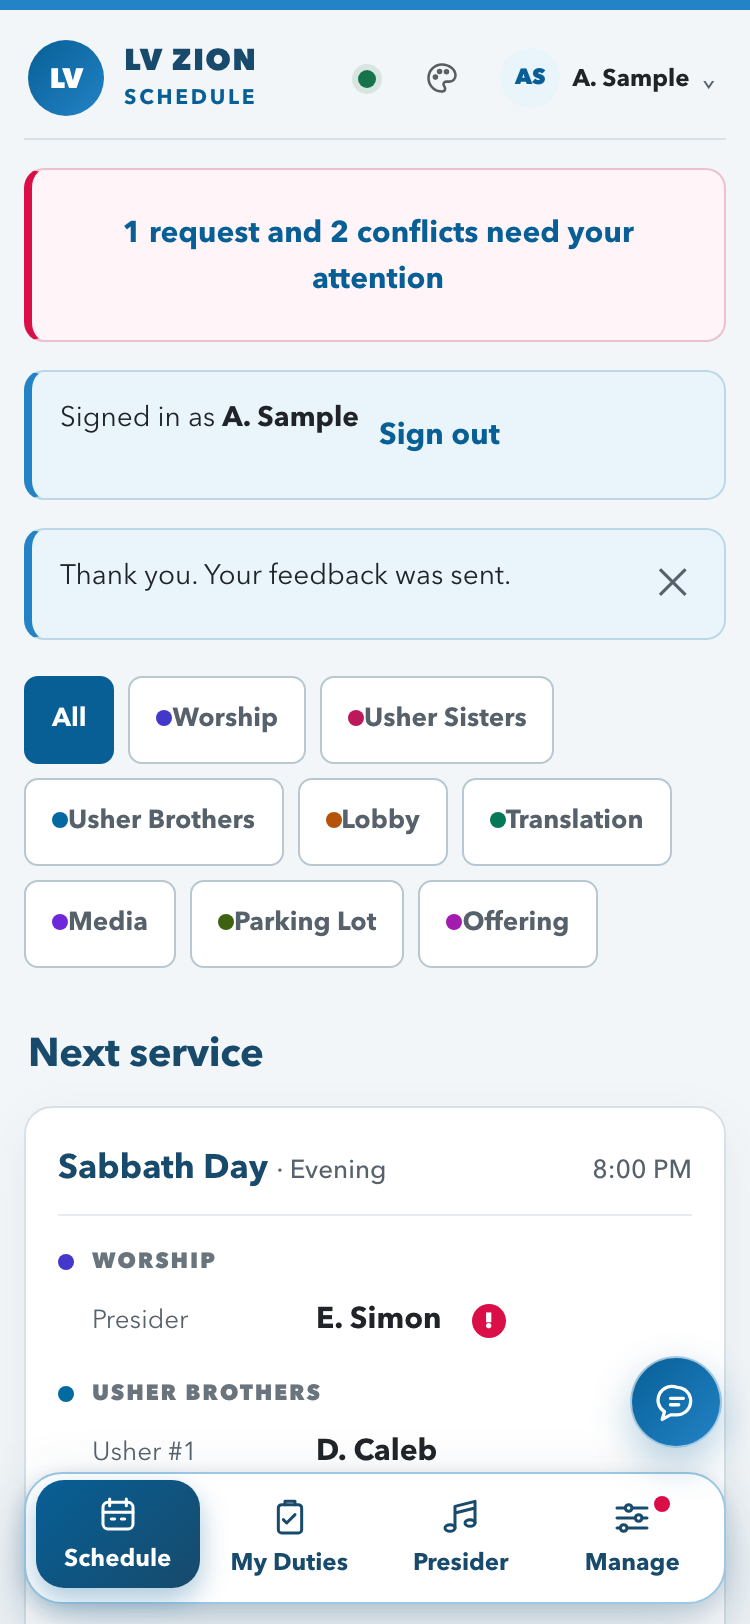 LV
LV ZION
SCHEDULE
AS
A. Sample
1 request and 2 conflicts need your
attention
Signed in as A. Sample
Sign out
Thank you. Your feedback was sent.
All
Worship
Usher Sisters
Usher Brothers
Lobby
Translation
Media
Parking Lot
Offering
Next service
Sabbath Day · Evening
8:00 PM
WORSHIP
Presider
E. Simon
!
USHER BROTHERS
Usher #1
D. Caleb
Schedule
My Duties
Presider
Manage